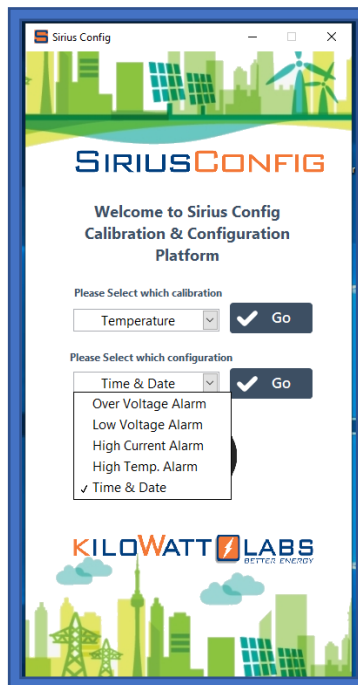 Sirius Config
SIRIUSCONFIG
Welcome to Sirius Config
Calibration & Configuration
Platform
Please Select which calibration
Temperature
Go
Please Select which configuration
Time & Date
Go
Over Voltage Alarm
Low Voltage Alarm
High Current Alarm
High Temp. Alarm
✓ Time & Date
KILOWATT LABS
BETTER ENERGY